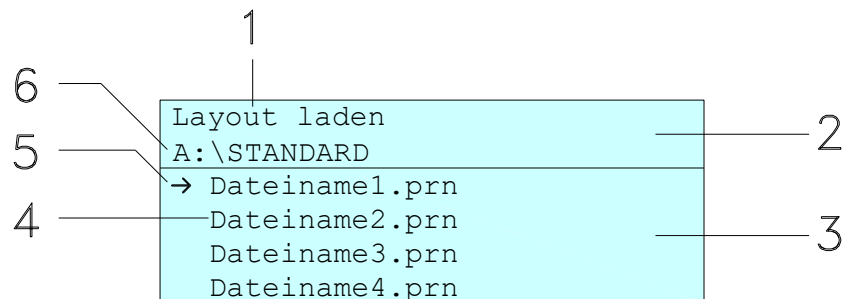 1
6
Layout laden
2
A:\STANDARD
5
→ Dateiname1.prn
4
Dateiname2.prn
3
Dateiname3.prn
Dateiname4.prn